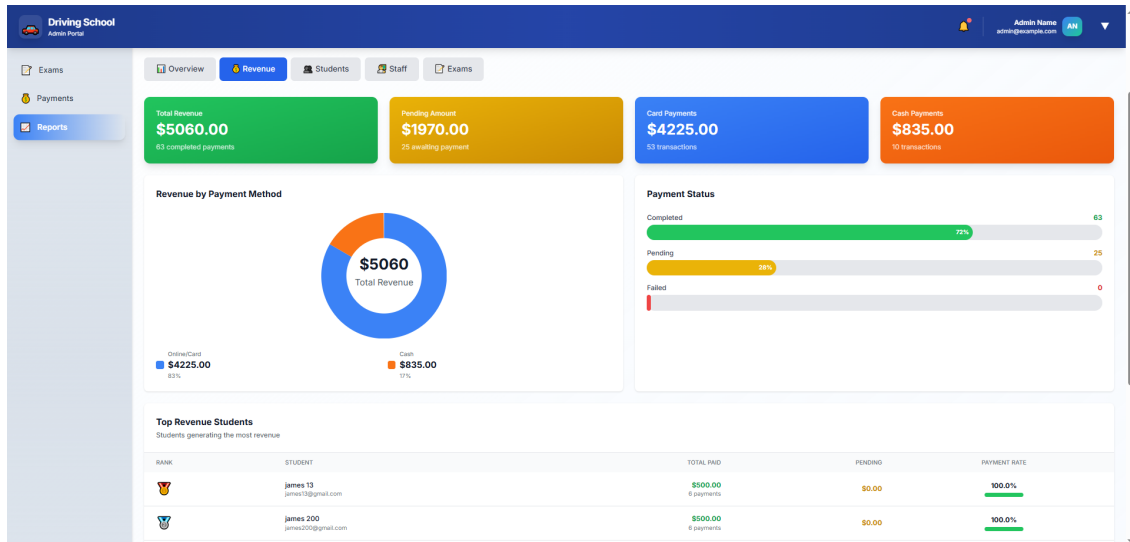 Driving School
Admin Portal
Admin Name
admin@example.com
AN
Exams
Payments
Reports
Overview
Revenue
Students
Staff
Exams
Total Revenue
$5060.00
63 completed payments
Pending Amount
$1970.00
25 awaiting payment
Card Payments
$4225.00
53 transactions
Cash Payments
$835.00
10 transactions
Revenue by Payment Method
$5060
Total Revenue
Online/Card
$4225.00
83%
Cash
$835.00
17%
Payment Status
Completed 63
72%
Pending 25
28%
Failed 0
Top Revenue Students
Students generating the most revenue
RANK STUDENT TOTAL PAID PENDING PAYMENT RATE
james 13 $500.00 $0.00 100.0%
james13@gmail.com 6 payments
james 200 $500.00 $0.00 100.0%
james200@gmail.com 6 payments